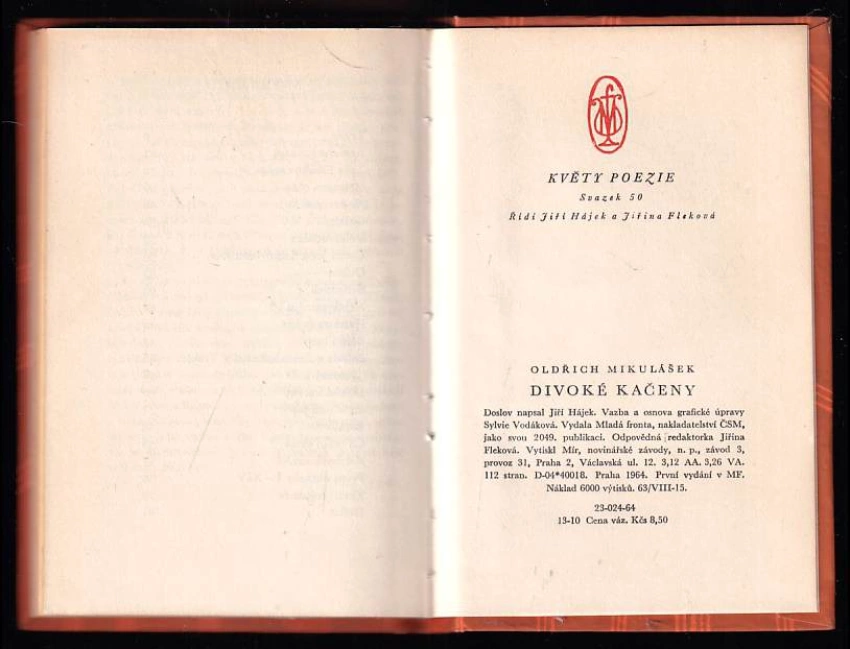 KVĚTY POEZIE
Svazek 50
Řídí Jiří Hájek a Jiřina Fleková
OLDŘICH MIKULÁŠEK
DIVOKÉ KAČENY
Doslov napsal Jiří Hájek. Vazba a osnova grafické úpravy
Sylvie Vodáková. Vydala Mladá fronta, nakladatelství ČSM,
jako svou 2049. publikaci. Odpovědná redaktorka Jiřina
Fleková. Vytiskl Mír, novinářské závody, n. p., závod 3,
provoz 31, Praha 2, Václavská ul. 12. 3,12 AA. 3,26 VA.
112 stran. D-04*40018. Praha 1964. První vydání v MF.
Náklad 6000 výtisků. 63/VIII-15.
23-024-64
13-10 Cena váz. Kčs 8,50